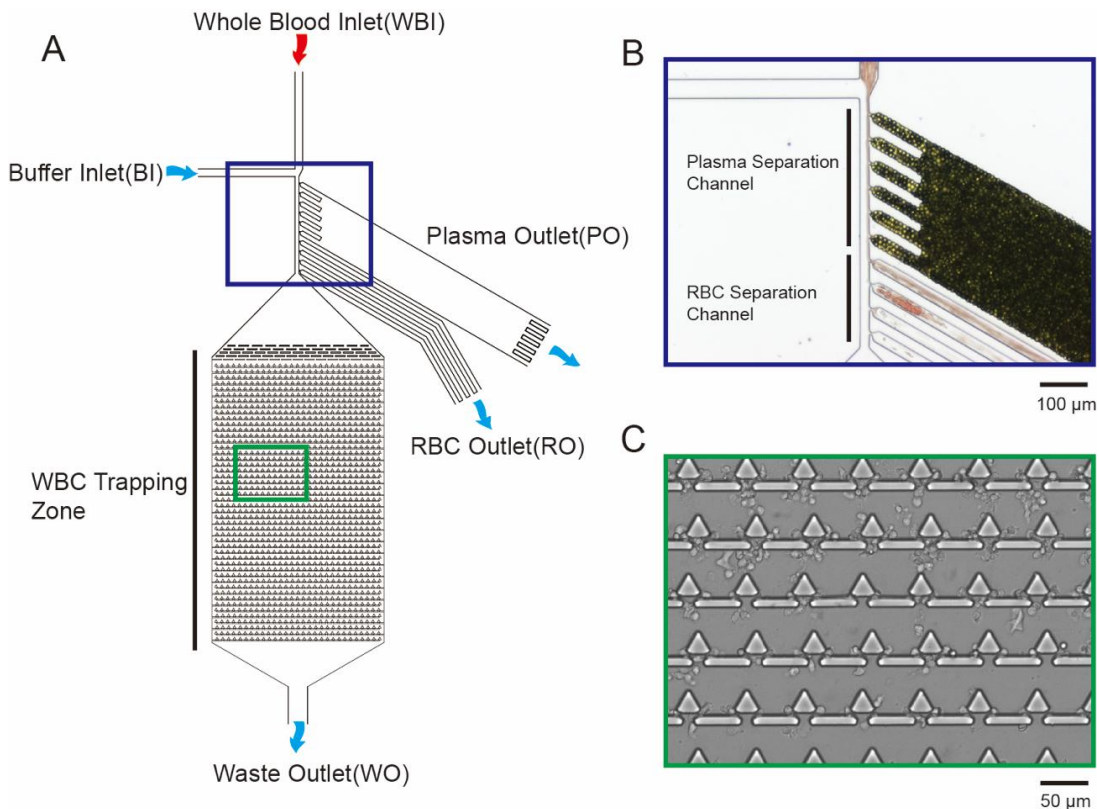 A
Whole Blood Inlet(WBI)
Buffer Inlet(BI)
Plasma Outlet(PO)
RBC Outlet(RO)
WBC Trapping
Zone
Waste Outlet(WO)
B
Plasma Separation
Channel
RBC Separation
Channel
100 µm
C
50 µm